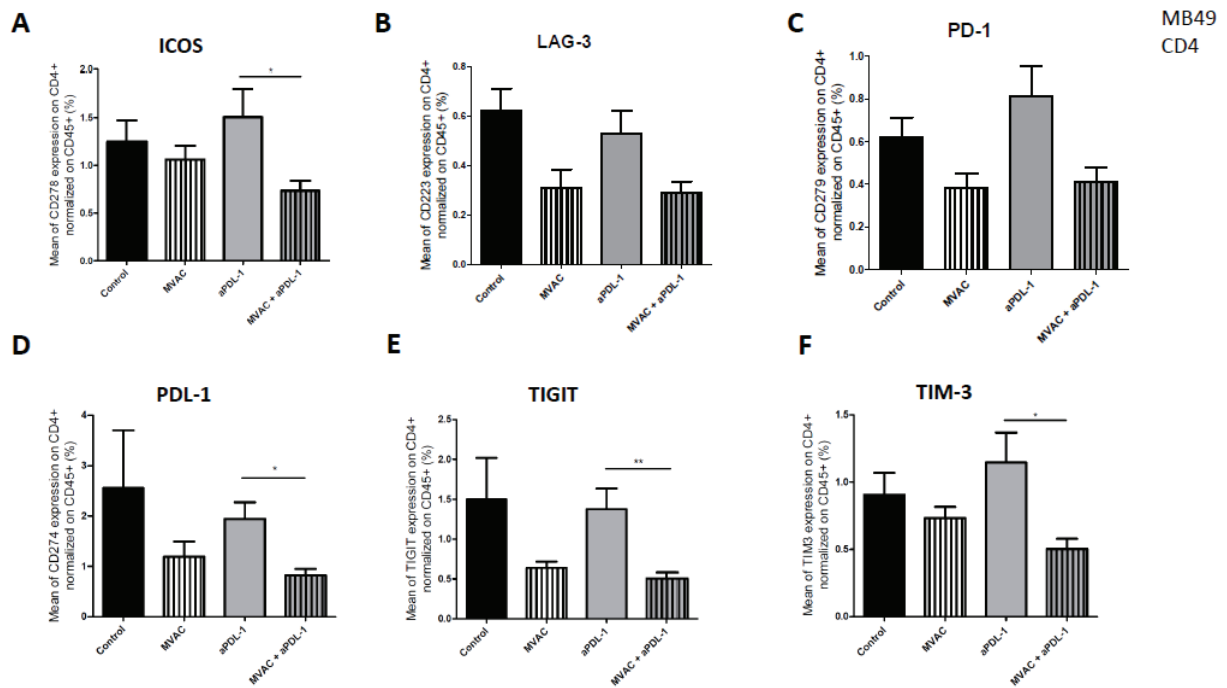 MB49
CD4
A
ICOS
Mean of CD278 expression on CD4+
normalized on CD45+ (%)
2.0
1.5
1.0
0.5
0.0
*
Control
MVAC
aPDL-1
MVAC + aPDL-1
B
LAG-3
Mean of CD223 expression on CD4+
normalized on CD45+ (%)
0.8
0.6
0.4
0.2
0.0
Control
MVAC
aPDL-1
MVAC + aPDL-1
C
PD-1
Mean of CD279 expression on CD4+
normalized on CD45+ (%)
1.0
0.8
0.6
0.4
0.2
0.0
Control
MVAC
aPDL-1
MVAC + aPDL-1
D
PDL-1
Mean of CD274 expression on CD4+
normalized on CD45+ (%)
4
3
2
1
0
*
Control
MVAC
aPDL-1
MVAC + aPDL-1
E
TIGIT
Mean of TIGIT expression on CD4+
normalized on CD45+ (%)
2.5
2.0
1.5
1.0
0.5
0.0
**
Control
MVAC
aPDL-1
MVAC + aPDL-1
F
TIM-3
Mean of TIM3 expression on CD4+
normalized on CD45+ (%)
1.5
1.0
0.5
0.0
*
Control
MVAC
aPDL-1
MVAC + aPDL-1